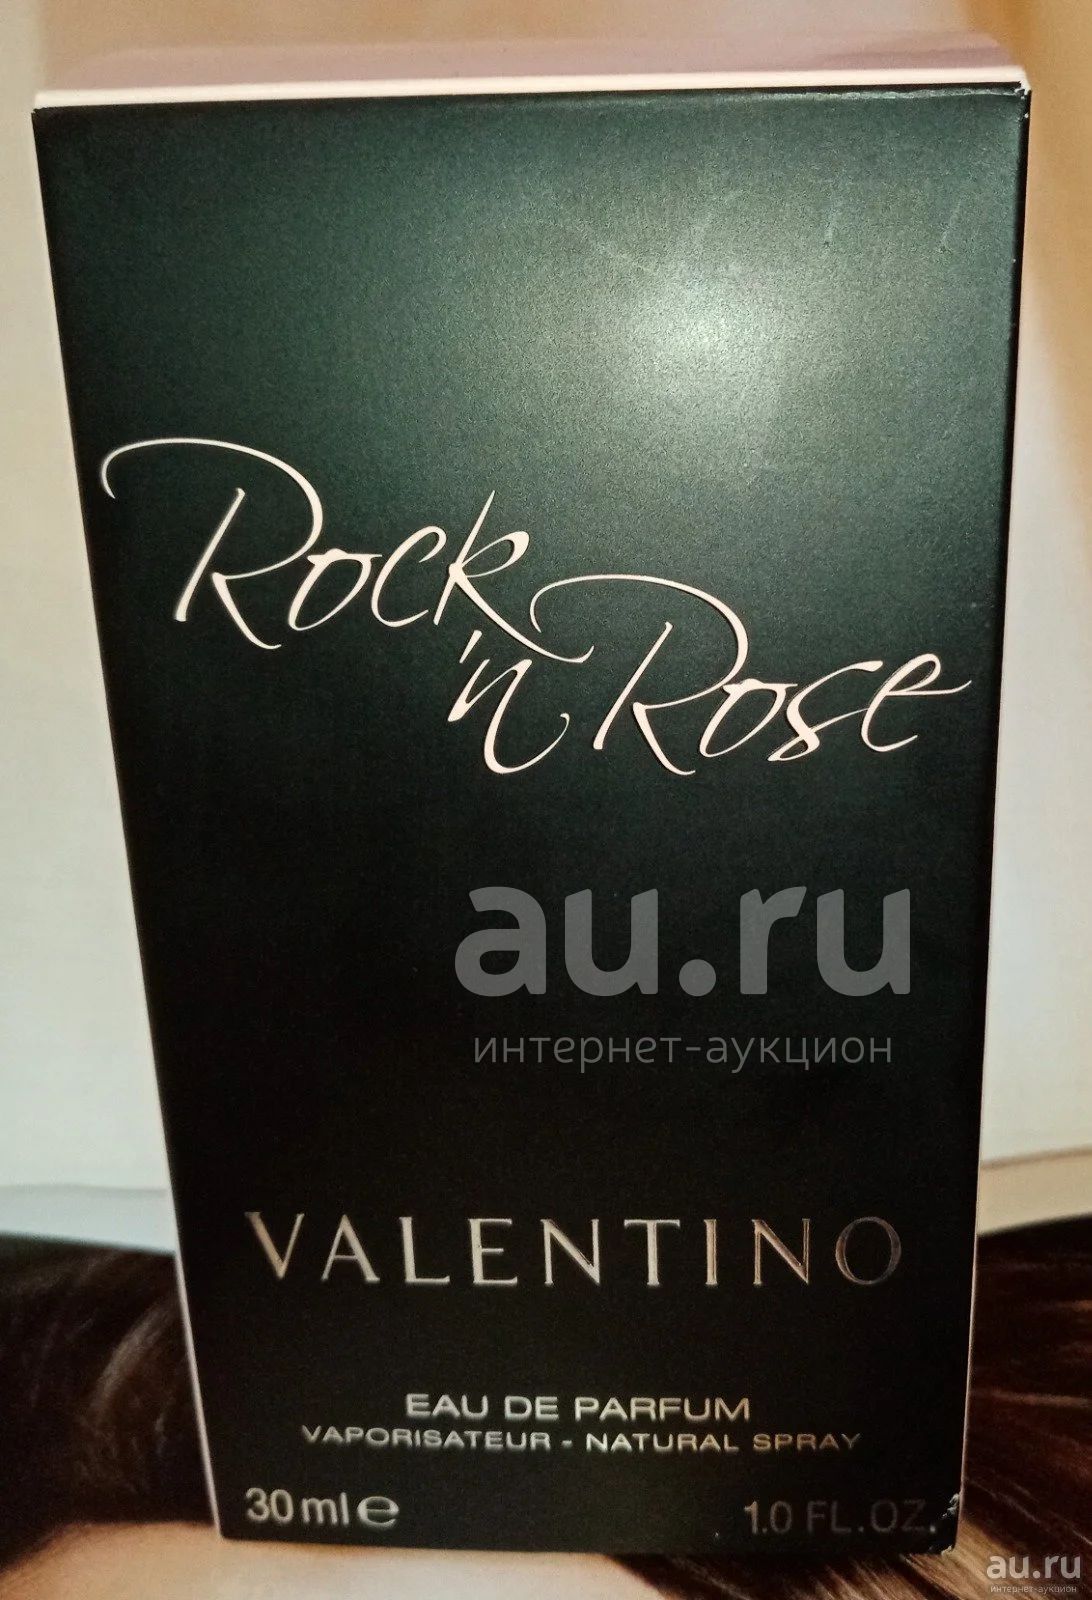 Rock
'n Rose
au.ru
интернет-аукцион
VALENTINO
EAU DE PARFUM
VAPORISATEUR - NATURAL SPRAY
30 ml e 1.0 FL.OZ.
au.ru
интернет-аукцион